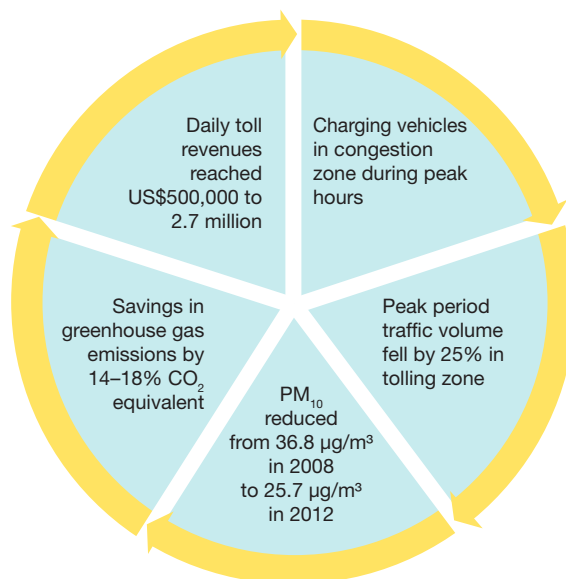 Charging vehicles
in congestion
zone during peak
hours
Peak period
traffic volume
fell by 25% in
tolling zone
PM₁₀
reduced
from 36.8 µg/m³
in 2008
to 25.7 µg/m³
in 2012
Savings in
greenhouse gas
emissions by
14–18% CO₂
equivalent
Daily toll
revenues
reached
US$500,000 to
2.7 million